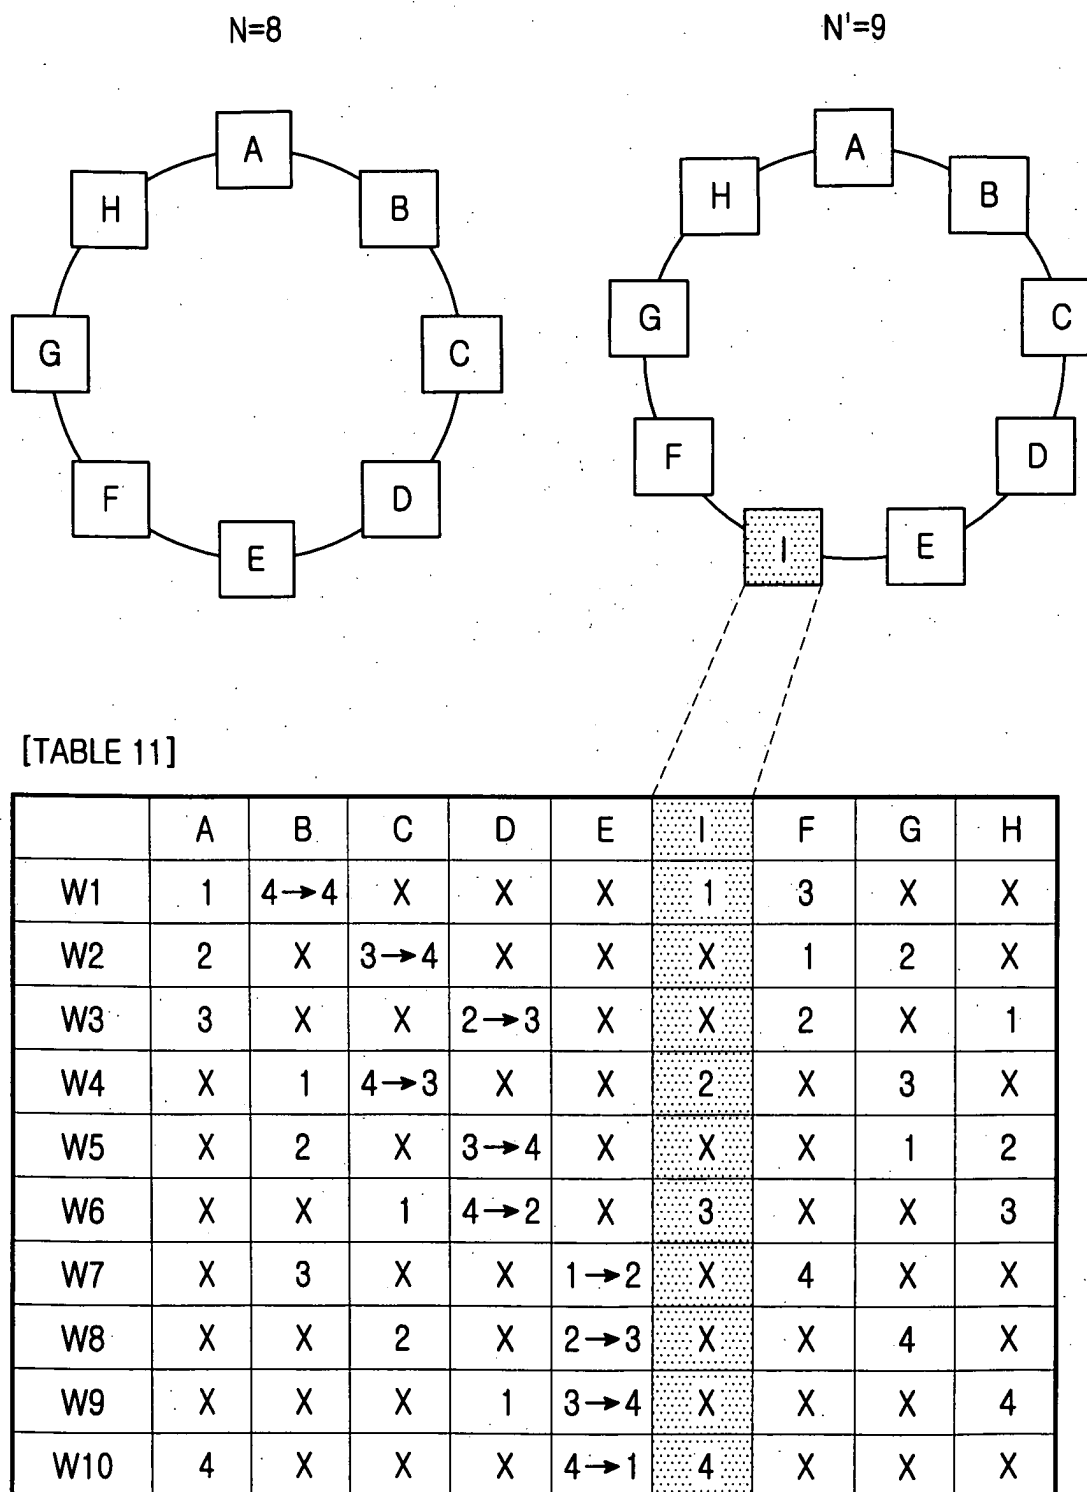 N=8 N'=9
A A
H B H B
G C G C
F D F D
E I E
[TABLE 11]
A B C D E I F G H
W1 1 4→4 X X X 1 3 X X
W2 2 X 3→4 X X X 1 2 X
W3 3 X X 2→3 X X 2 X 1
W4 X 1 4→3 X X 2 X 3 X
W5 X 2 X 3→4 X X X 1 2
W6 X X 1 4→2 X 3 X X 3
W7 X 3 X X 1→2 X 4 X X
W8 X X 2 X 2→3 X X 4 X
W9 X X X 1 3→4 X X X 4
W10 4 X X X 4→1 4 X X X